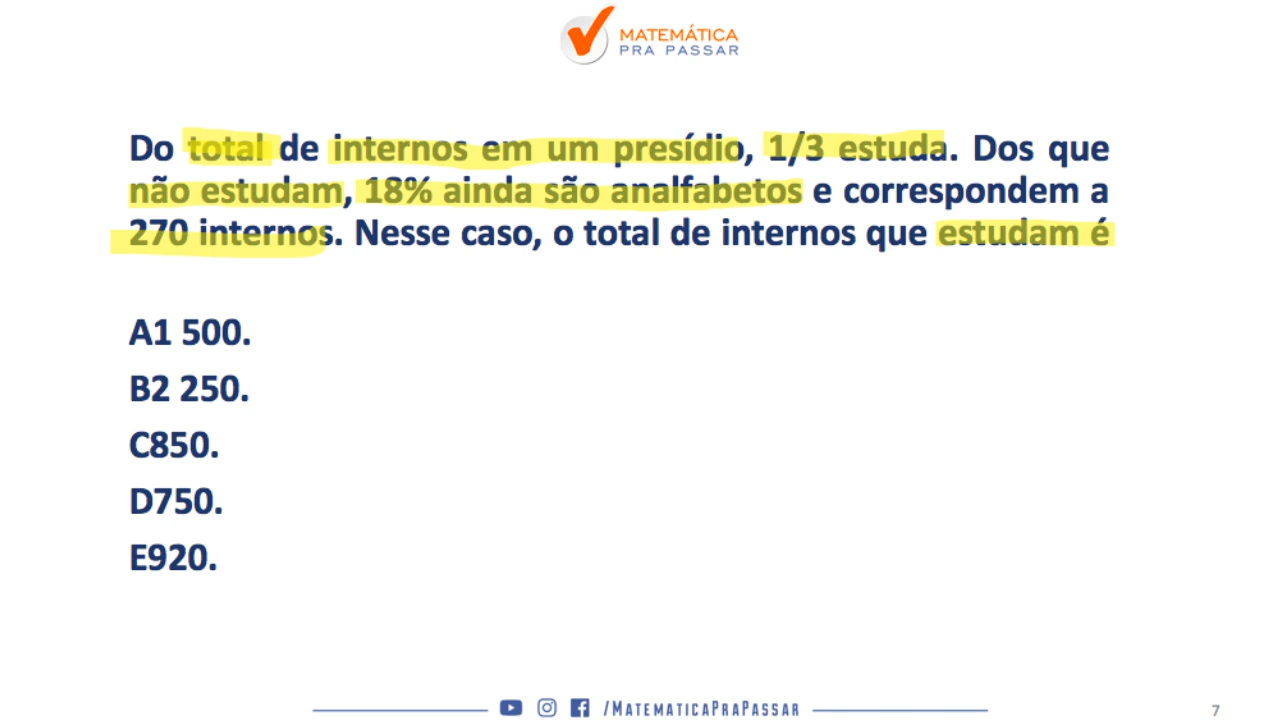 MATEMÁTICA
PRA PASSAR
Do total de internos em um presídio, 1/3 estuda. Dos que
não estudam, 18% ainda são analfabetos e correspondem a
270 internos. Nesse caso, o total de internos que estudam é
A1 500.
B2 250.
C850.
D750.
E920.
/MATEMATICAPRAPASSAR
7